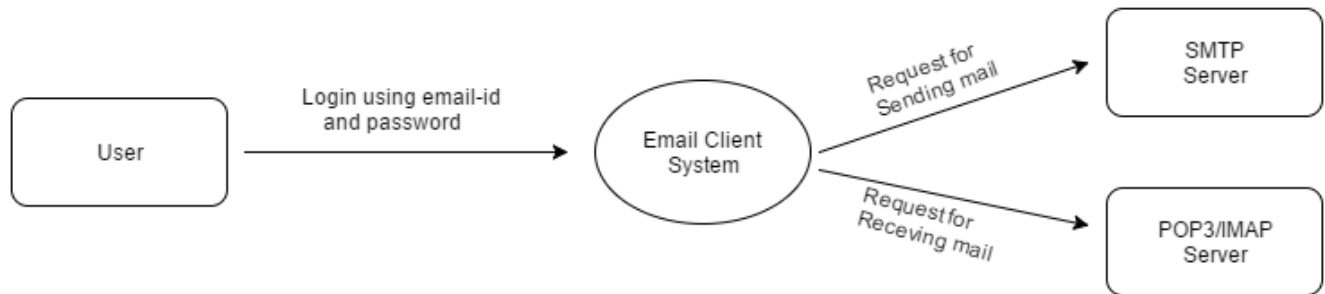 User
Login using email-id
and password
Email Client
System
Request for
Sending mail
SMTP
Server
Request for
Receving mail
POP3/IMAP
Server